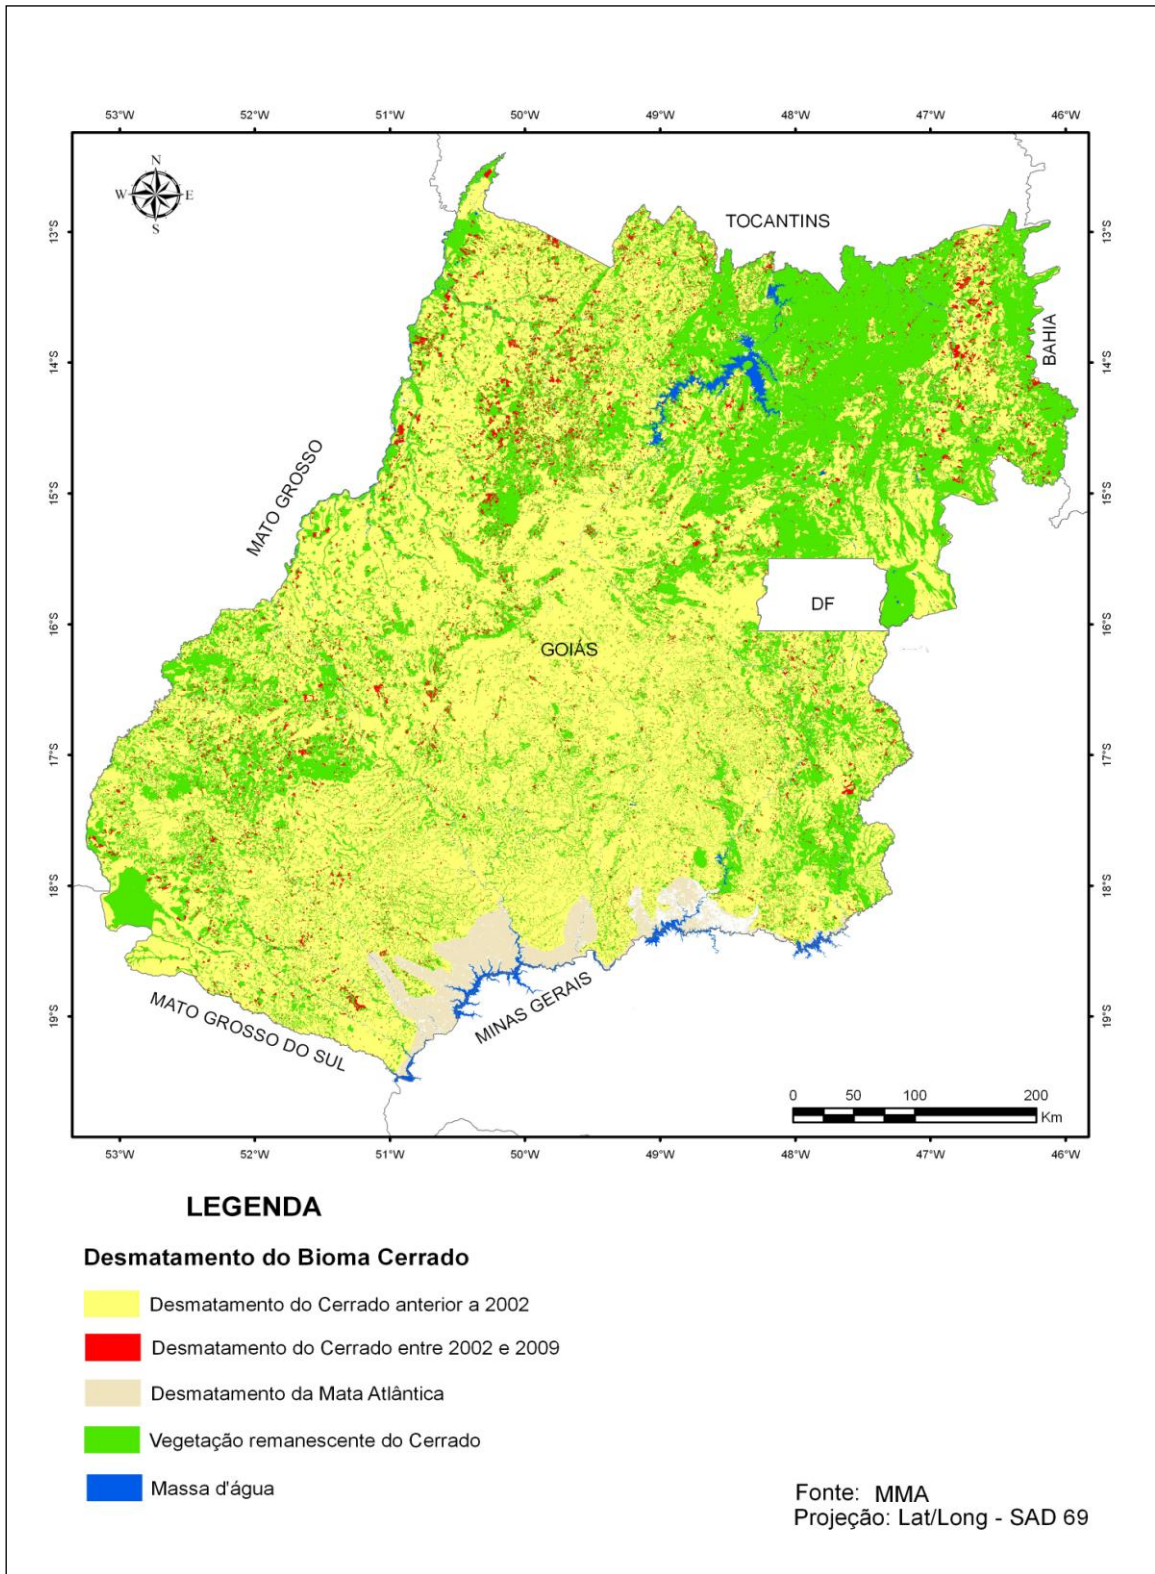 53°W 52°W 51°W 50°W 49°W 48°W 47°W 46°W
N
W E
S
TOCANTINS
13°S 13°S
BAHIA
14°S 14°S
MATO GROSSO
15°S 15°S
DF
16°S 16°S
GOIÁS
17°S 17°S
18°S 18°S
MATO GROSSO DO SUL
MINAS GERAIS
19°S 19°S
0 50 100 200
Km
53°W 52°W 51°W 50°W 49°W 48°W 47°W 46°W
LEGENDA
Desmatamento do Bioma Cerrado
Desmatamento do Cerrado anterior a 2002
Desmatamento do Cerrado entre 2002 e 2009
Desmatamento da Mata Atlântica
Vegetação remanescente do Cerrado
Massa d'água
Fonte: MMA
Projeção: Lat/Long - SAD 69